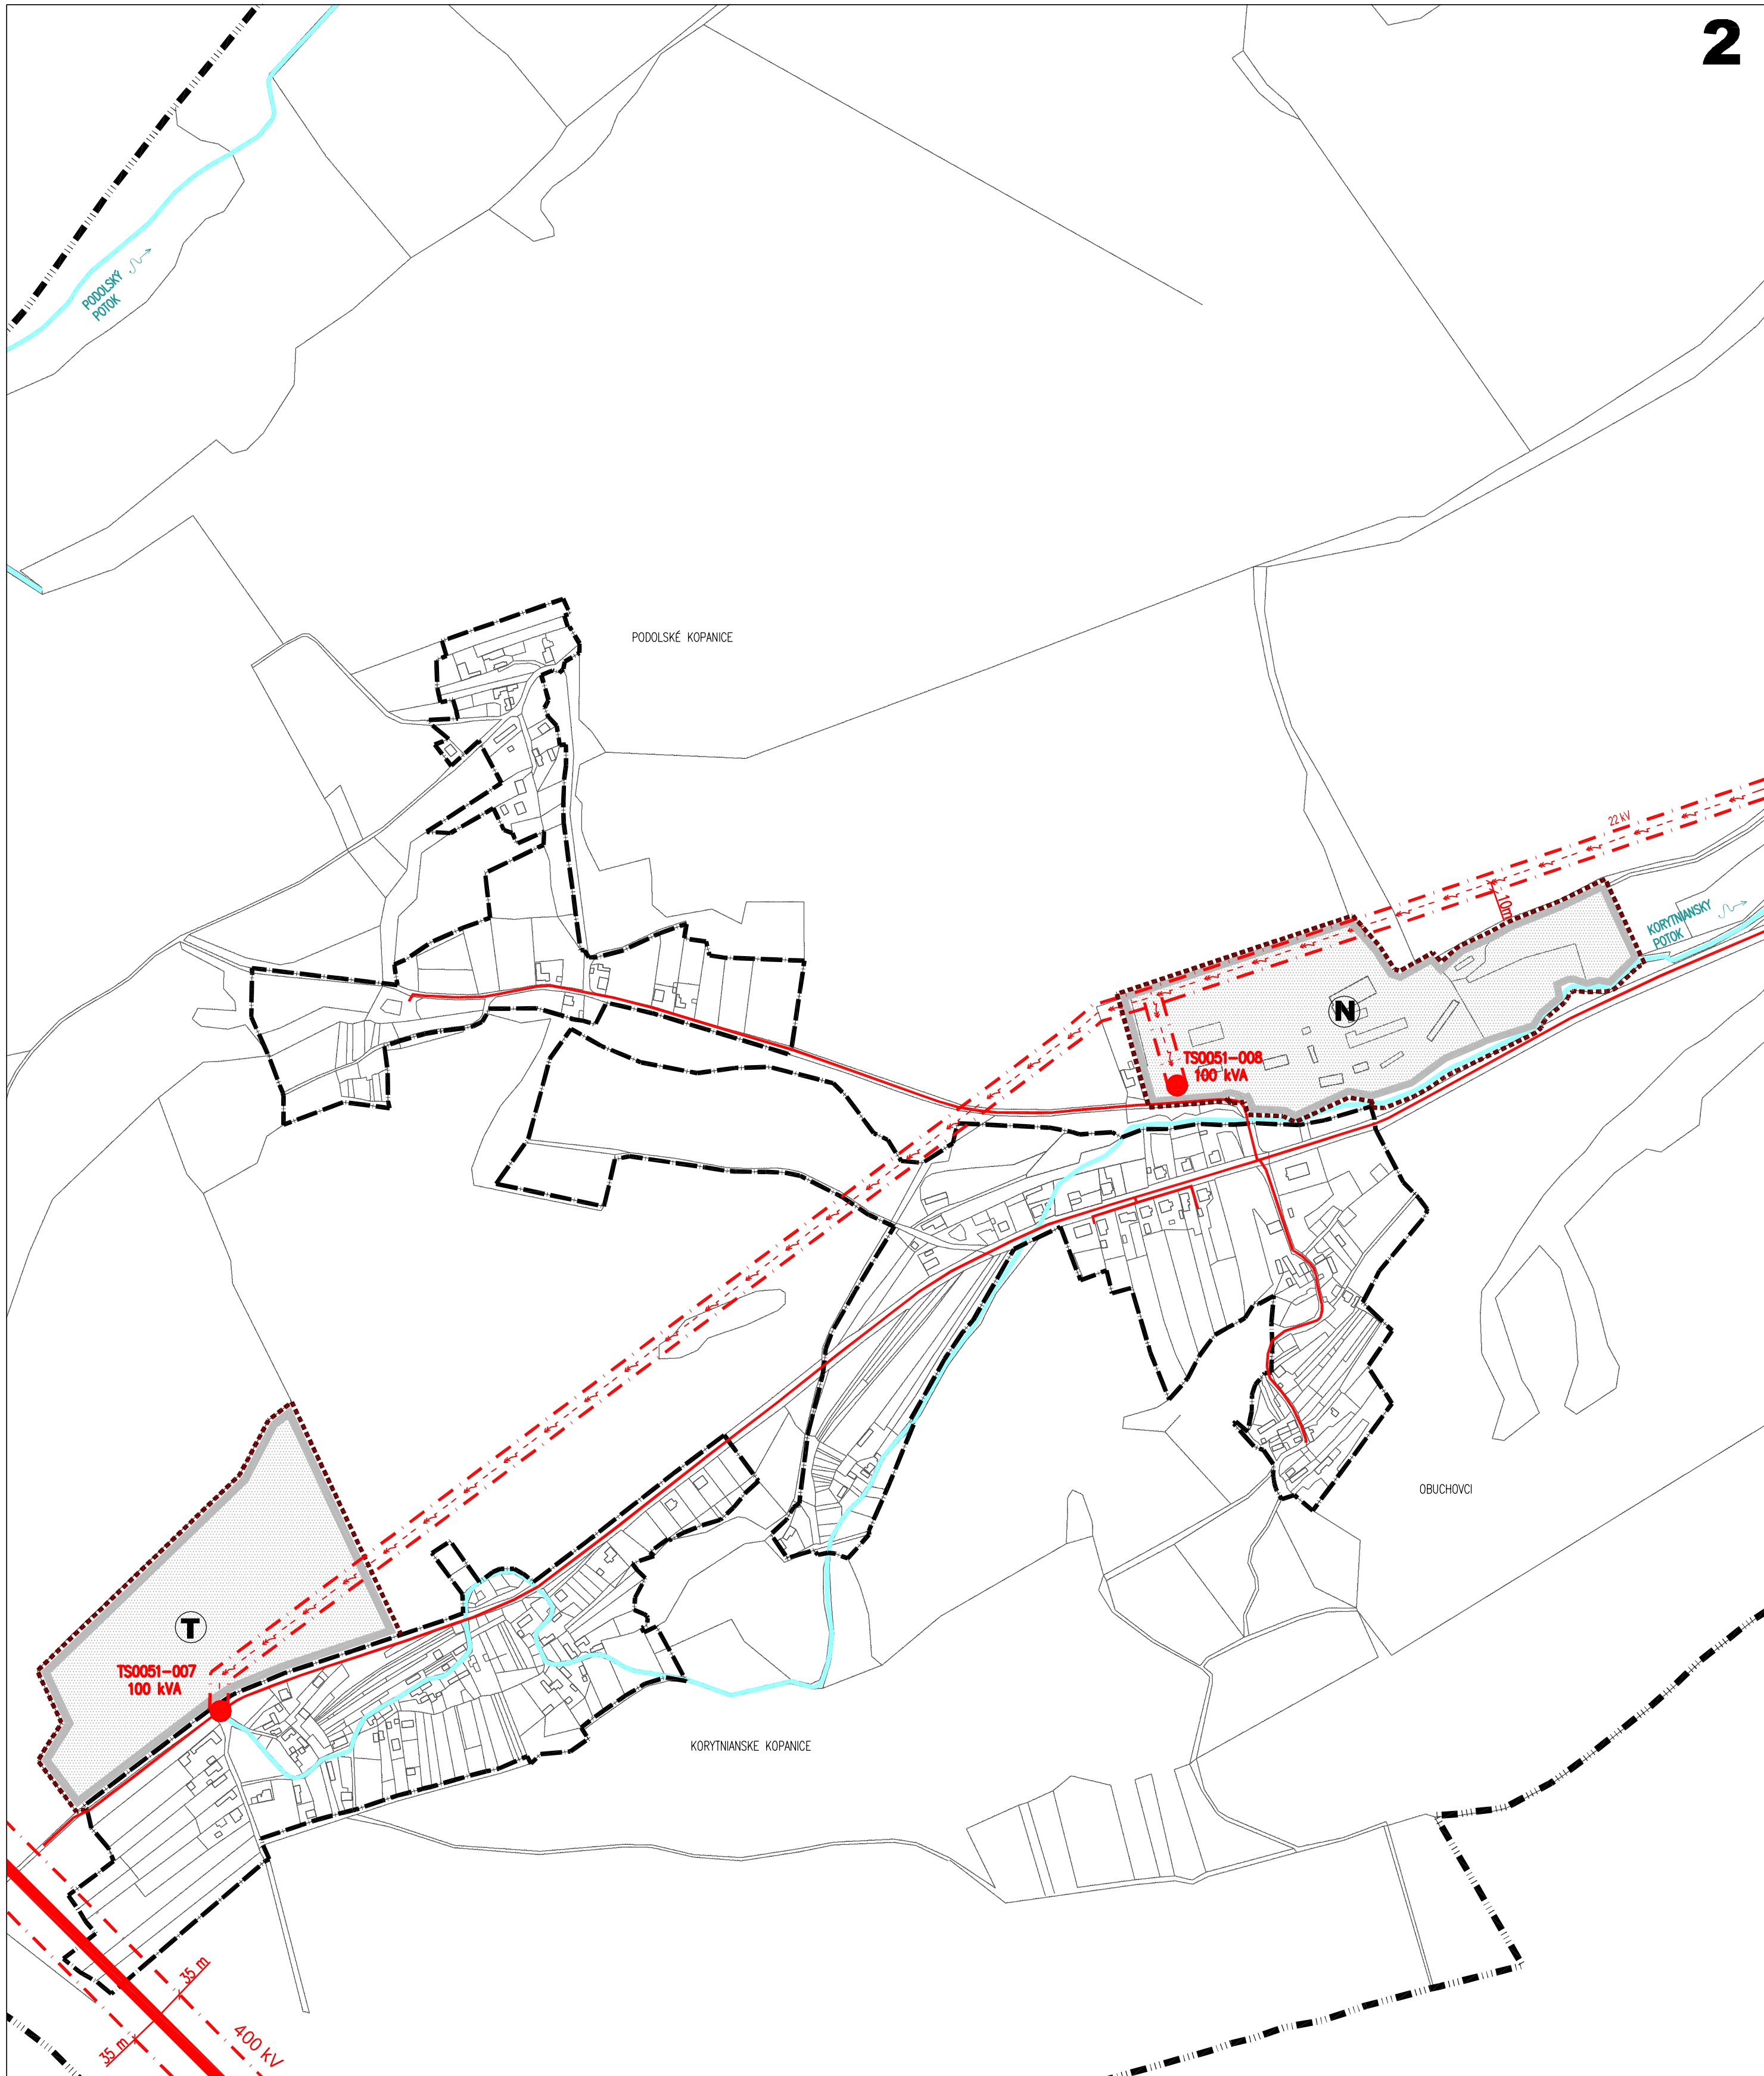 2
PODOLSKÝ
POTOK
PODOLSKÉ KOPANICE
22 kV
10m
KORYTNIANSKY
POTOK
N
TS0051-008
100 kVA
OBUCHOVCI
T
TS0051-007
100 kVA
KORYTNIANSKE KOPANICE
35 m
35 m
400 kV